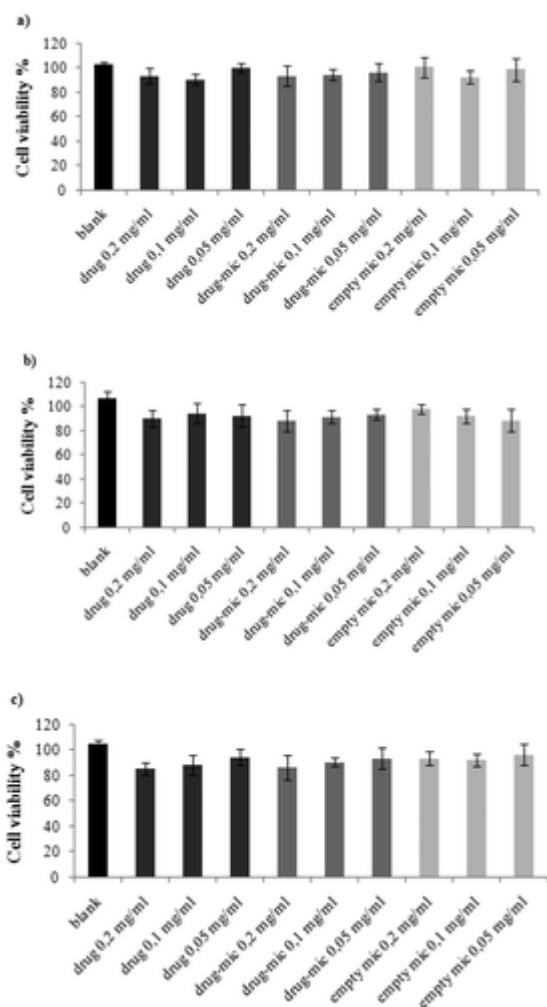 a)
Cell viability %
120
100
80
60
40
20
0
blank
drug 0,2 mg/ml
drug 0,1 mg/ml
drug 0,05 mg/ml
drug-mic 0,2 mg/ml
drug-mic 0,1 mg/ml
drug-mic 0,05 mg/ml
empty mic 0,2 mg/ml
empty mic 0,1 mg/ml
empty mic 0,05 mg/ml
b)
Cell viability %
120
100
80
60
40
20
0
blank
drug 0,2 mg/ml
drug 0,1 mg/ml
drug 0,05 mg/ml
drug-mic 0,2 mg/ml
drug-mic 0,1 mg/ml
drug-mic 0,05 mg/ml
empty mic 0,2 mg/ml
empty mic 0,1 mg/ml
empty mic 0,05 mg/ml
c)
Cell viability %
120
100
80
60
40
20
0
blank
drug 0,2 mg/ml
drug 0,1 mg/ml
drug 0,05 mg/ml
drug-mic 0,2 mg/ml
drug-mic 0,1 mg/ml
drug-mic 0,05 mg/ml
empty mic 0,2 mg/ml
empty mic 0,1 mg/ml
empty mic 0,05 mg/ml